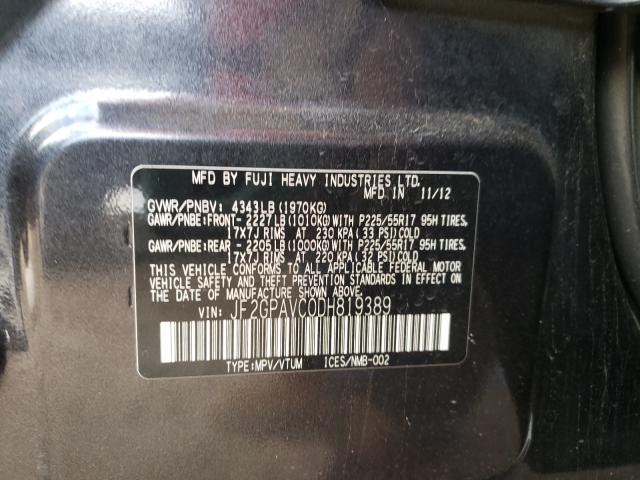 MFD BY FUJI HEAVY INDUSTRIES LTD.
MFD. IN 11/12
GVWR/PNBV: 4343LB(1970KG)
GAWR/PNBE:FRONT- 2227LB(1010KG)WITH P225/55R17 95H TIRES,
17X7J RIMS AT 230 KPA(33 PSI)COLD
GAWR/PNBE:REAR - 2205LB(1000KG)WITH P225/55R17 95H TIRES,
17X7J RIMS AT 220 KPA(32 PSI)COLD
THIS VEHICLE CONFORMS TO ALL APPLICABLE FEDERAL MOTOR
VEHICLE SAFETY AND THEFT PREVENTION STANDARDS IN EFFECT ON
THE DATE OF MANUFACTURE SHOWN ABOVE.
VIN: JF2GPAVC0DH819389
TYPE:MPV/VTUM ICES/NMB-002